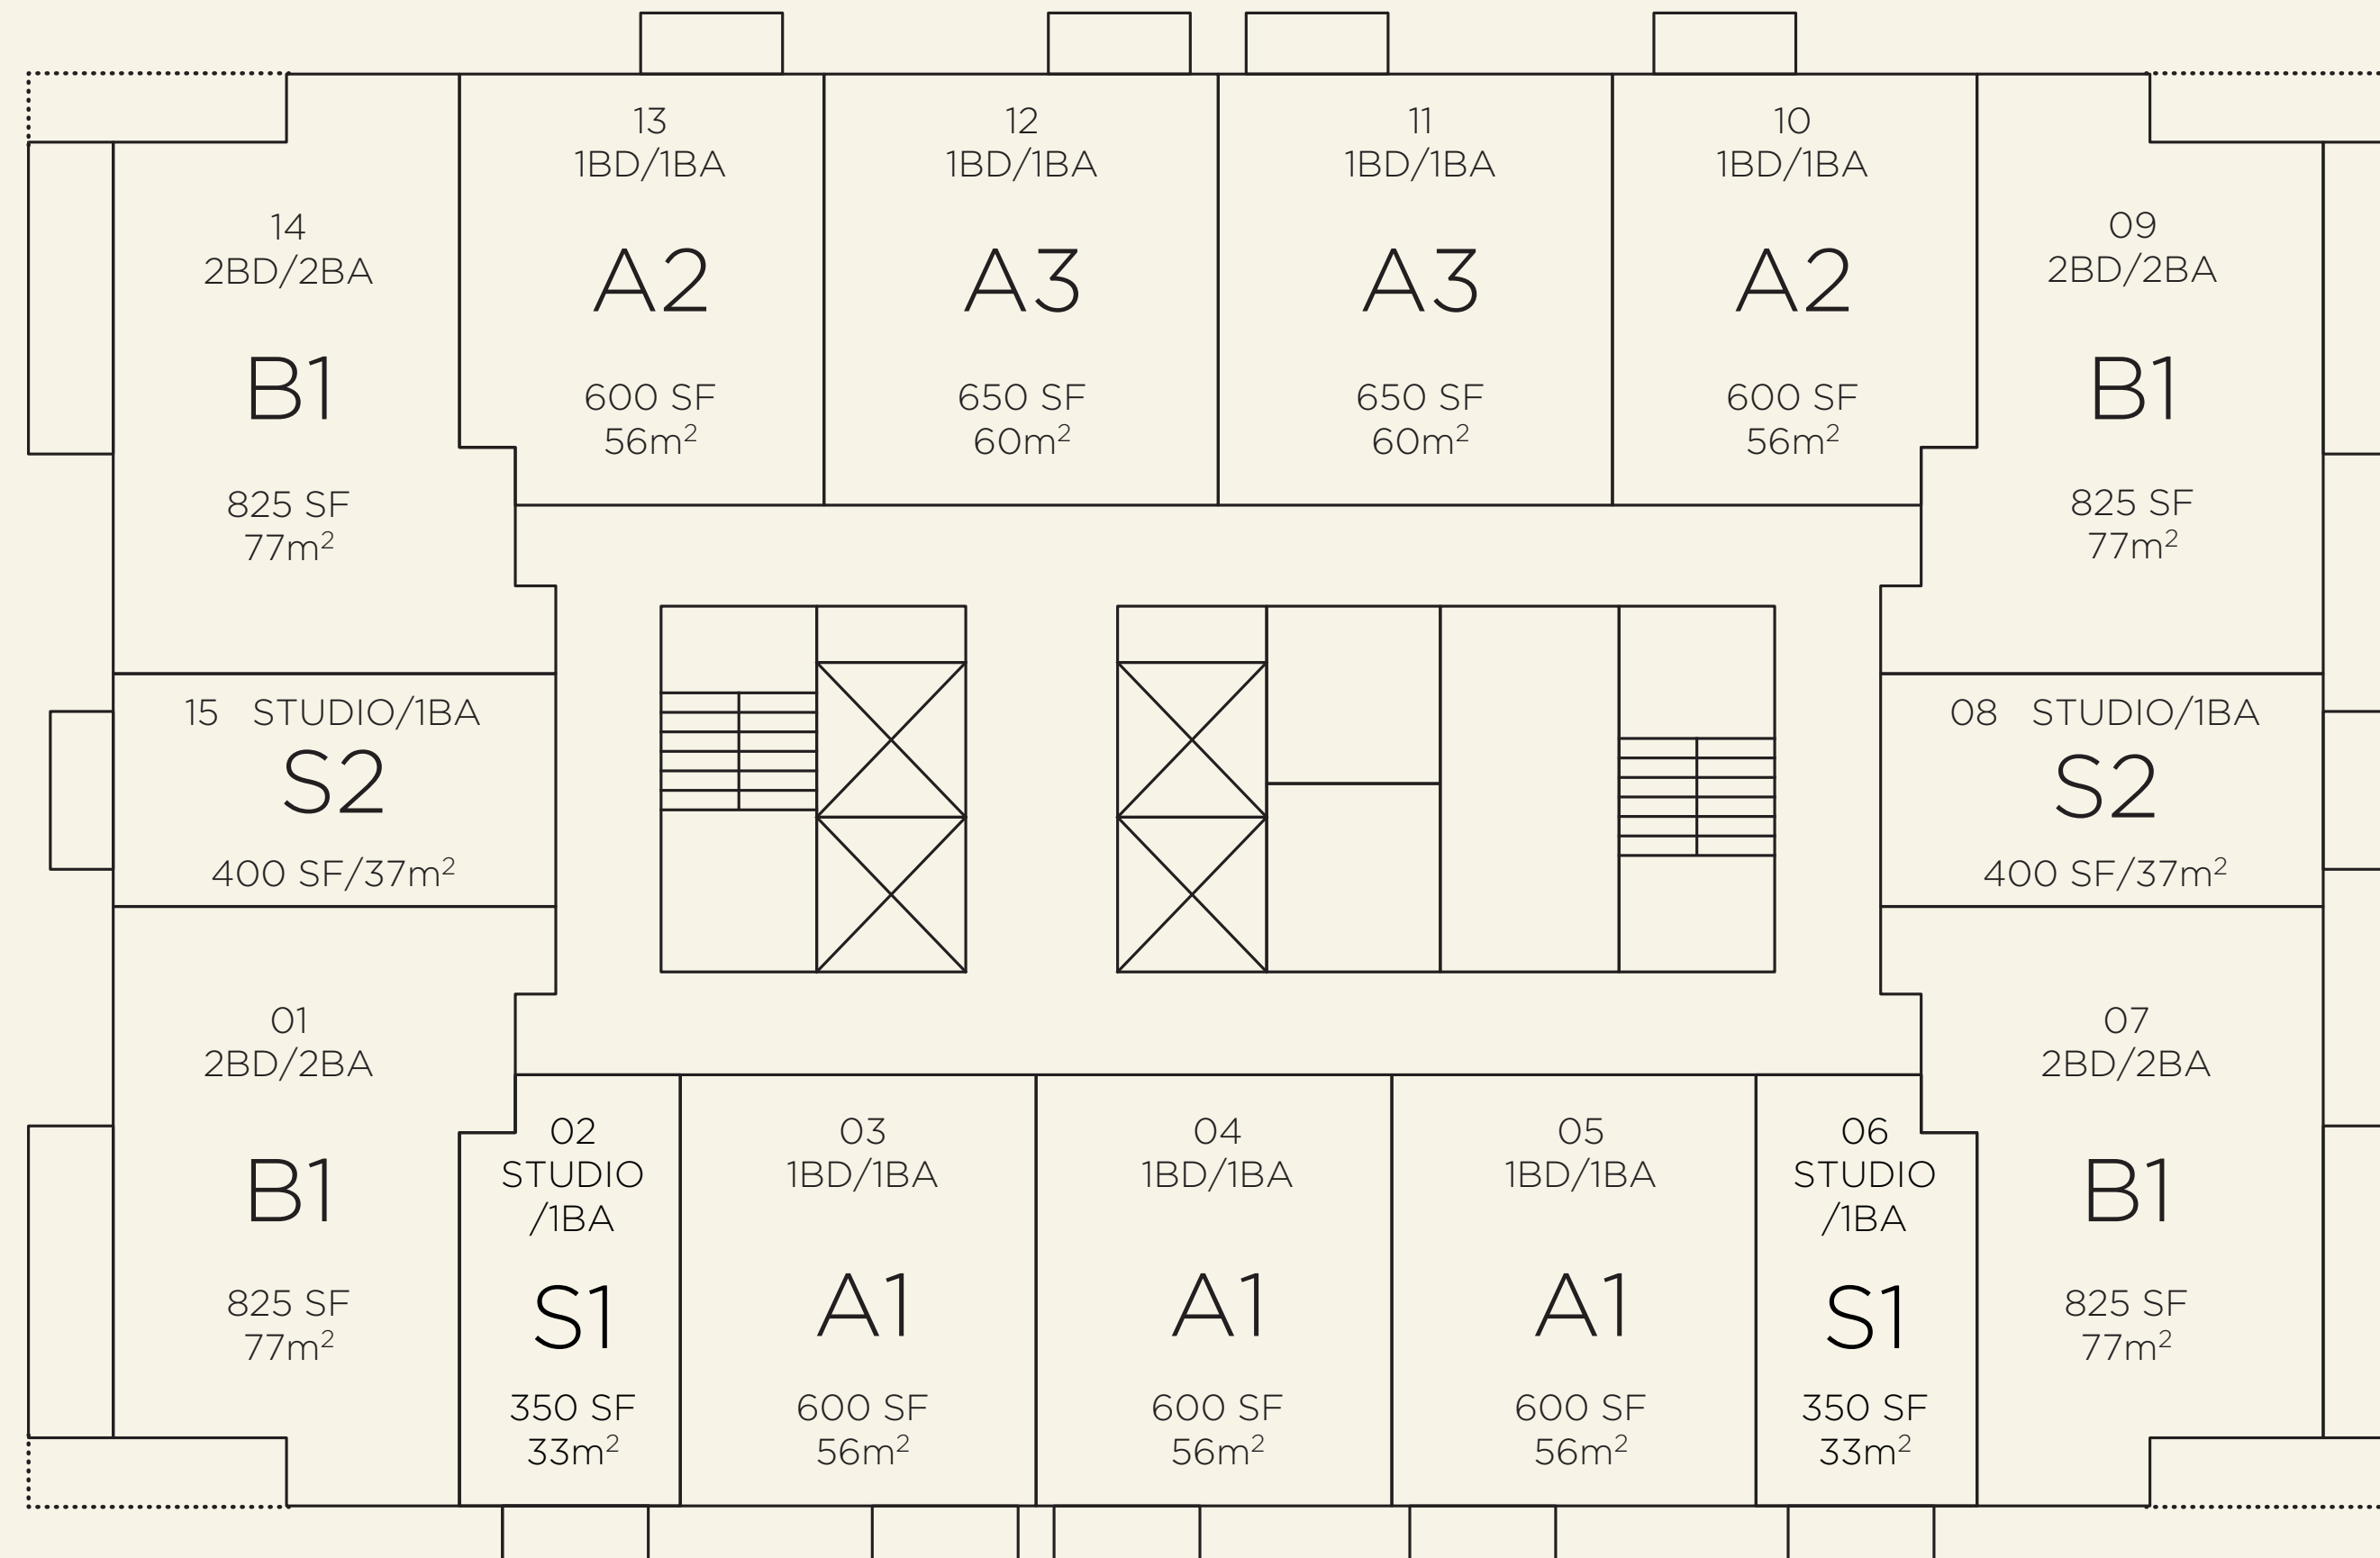 13
1BD/1BA
A2
600 SF
56m²
12
1BD/1BA
A3
650 SF
60m²
11
1BD/1BA
A3
650 SF
60m²
10
1BD/1BA
A2
600 SF
56m²
14
2BD/2BA
B1
825 SF
77m²
09
2BD/2BA
B1
825 SF
77m²
15 STUDIO/1BA
S2
400 SF/37m²
08 STUDIO/1BA
S2
400 SF/37m²
01
2BD/2BA
B1
825 SF
77m²
02
STUDIO
/1BA
S1
350 SF
33m²
03
1BD/1BA
A1
600 SF
56m²
04
1BD/1BA
A1
600 SF
56m²
05
1BD/1BA
A1
600 SF
56m²
06
STUDIO
/1BA
S1
350 SF
33m²
07
2BD/2BA
B1
825 SF
77m²